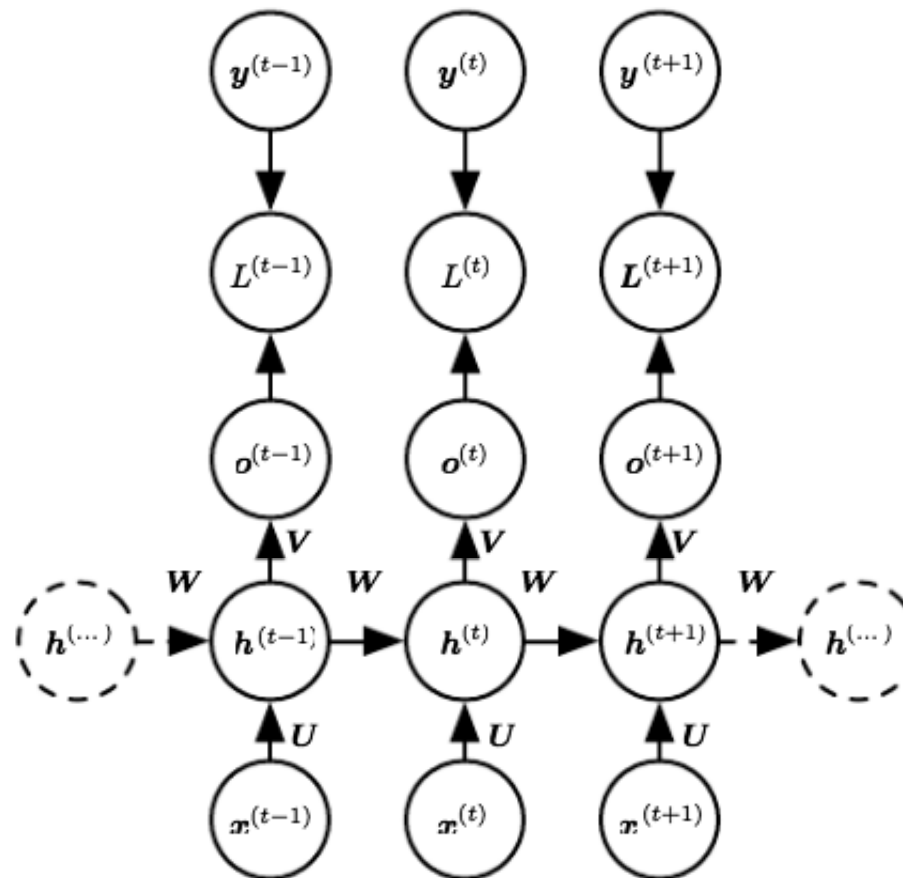 y^(t−1) y^(t) y^(t+1)
L^(t−1) L^(t) L^(t+1)
o^(t−1) o^(t) o^(t+1)
V V V
W W W W
h^(...) h^(t−1) h^(t) h^(t+1) h^(...)
U U U
x^(t−1) x^(t) x^(t+1)